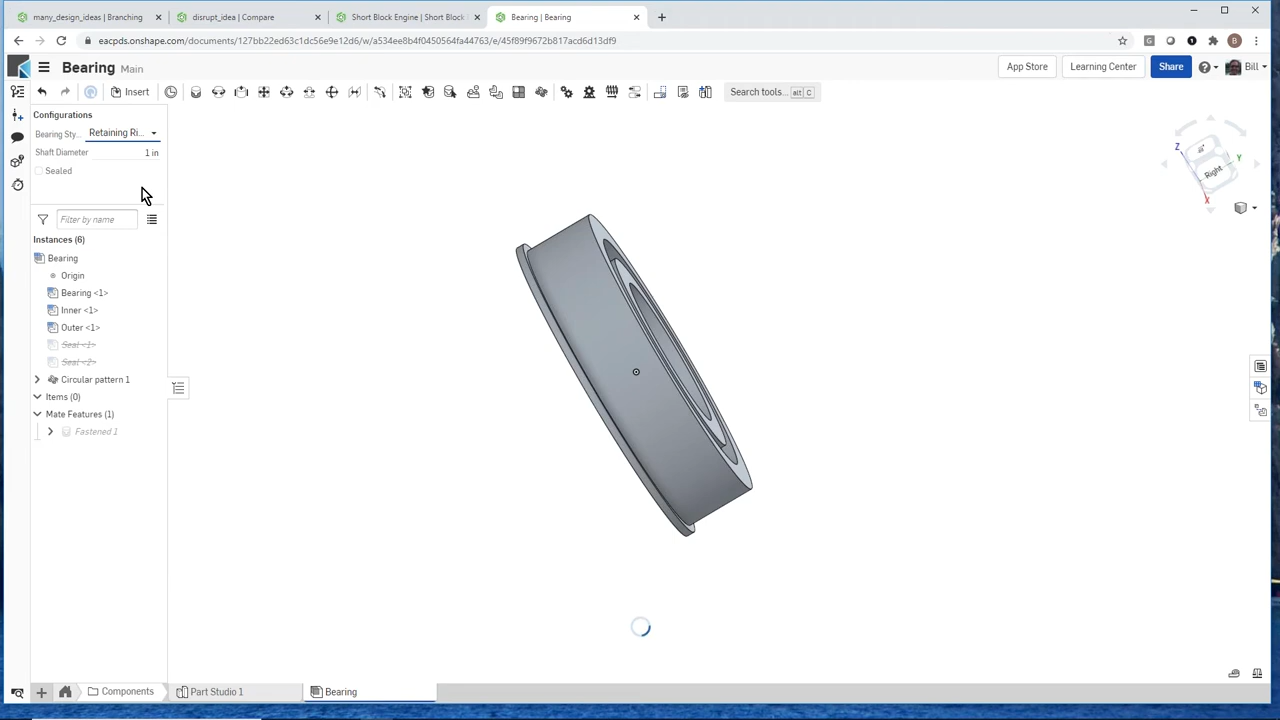 many_design_ideas | Branching
disrupt_idea | Compare
Short Block Engine | Short Block
Bearing | Bearing
eacpds.onshape.com/documents/127bb22ed63c1dc56e9e12d6/w/a534ee8b4f0450564fa44763/e/45f89f9672b817acd6d13df9
B
Bearing Main
App Store
Learning Center
Share
Bill
Insert
Search tools... alt C
Configurations
Bearing Sty... Retaining Ri...
Shaft Diameter 1 in
Sealed
Filter by name
Instances (6)
Bearing
Origin
Bearing <1>
Inner <1>
Outer <1>
Seal <1>
Seal <2>
Circular pattern 1
Items (0)
Mate Features (1)
Fastened 1
Z
Y
Right
X
Components
Part Studio 1
Bearing